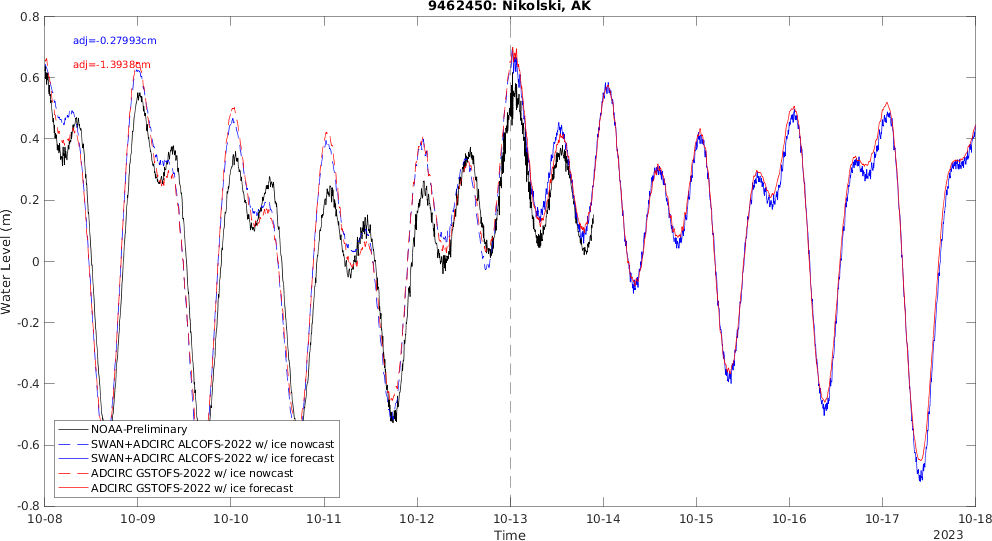 9462450: Nikolski, AK
adj=-0.27993cm
adj=-1.3938cm
Water Level (m)
0.8
0.6
0.4
0.2
0
-0.2
-0.4
-0.6
-0.8
NOAA-Preliminary
SWAN+ADCIRC ALCOFS-2022 w/ ice nowcast
SWAN+ADCIRC ALCOFS-2022 w/ ice forecast
ADCIRC GSTOFS-2022 w/ ice nowcast
ADCIRC GSTOFS-2022 w/ ice forecast
10-08 10-09 10-10 10-11 10-12 10-13 10-14 10-15 10-16 10-17 10-18
Time
2023